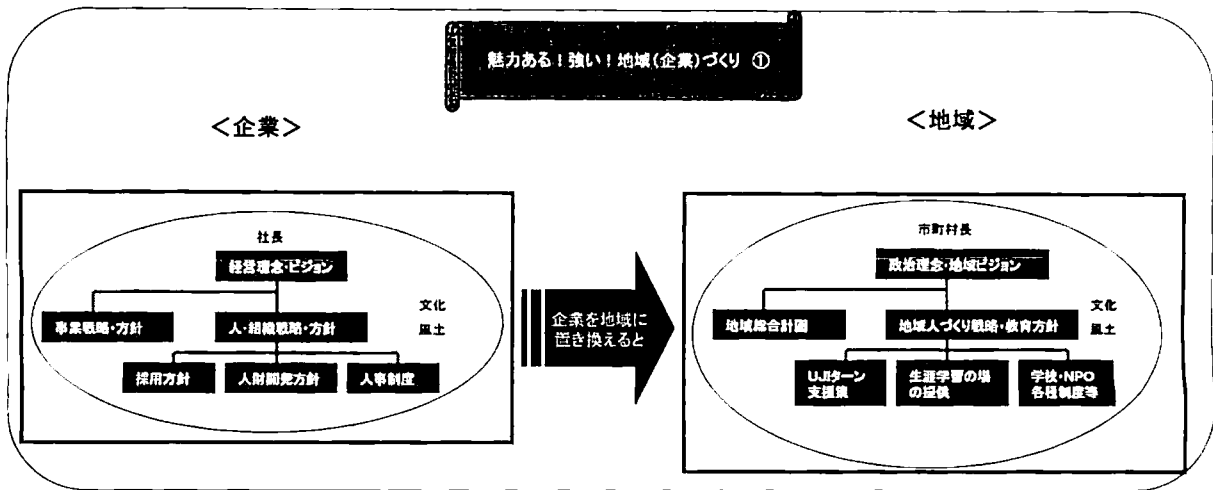 魅力ある！強い！地域(企業)づくり ①
＜企業＞
社長
経営理念・ビジョン
事業戦略・方針
人・組織戦略・方針
文化
風土
採用方針
人財開発方針
人事制度
企業を地域に
置き換えると
＜地域＞
市町村長
政治理念・地域ビジョン
地域総合計画
地域人づくり戦略・教育方針
文化
風土
UJIターン
支援策
生涯学習の場
の提供
学校・NPO
各種制度等